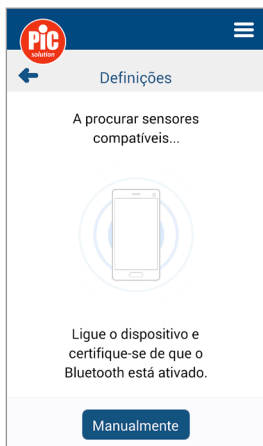 PiC
solution
Definições
A procurar sensores
compatíveis...
Ligue o dispositivo e
certifique-se de que o
Bluetooth está ativado.
Manualmente